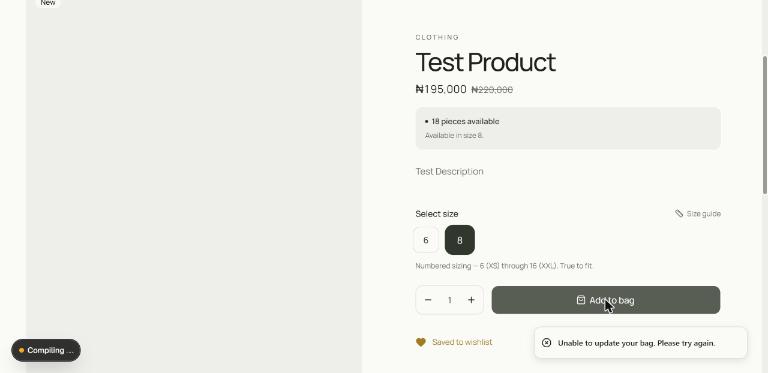 New
CLOTHING
Test Product
₦195,000 ₦220,000
• 18 pieces available
Available in size 8.
Test Description
Select size
Size guide
6
8
Numbered sizing — 6 (XS) through 16 (XXL). True to fit.
− 1 +
Add to bag
Saved to wishlist
Unable to update your bag. Please try again.
Compiling ...